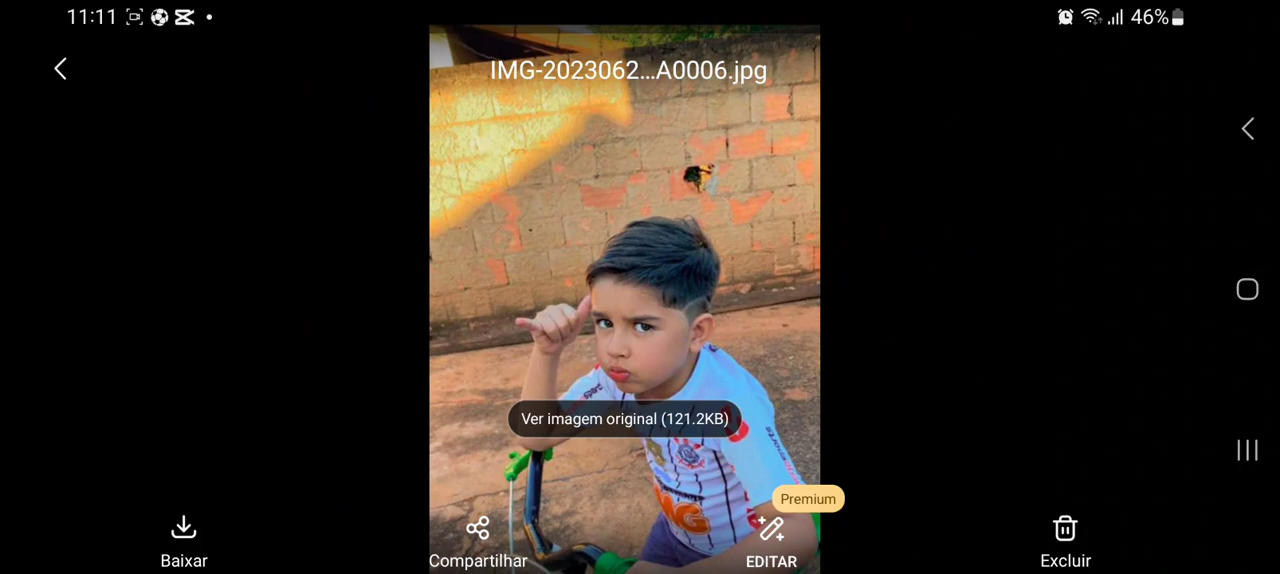 11:11
46%
IMG-2023062...A0006.jpg
Ver imagem original (121.2KB)
Premium
Baixar
Compartilhar
EDITAR
Excluir